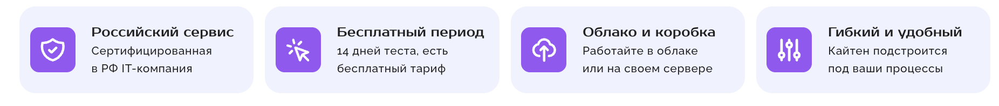 Российский сервис
Сертифицированная
в РФ IT-компания
Бесплатный период
14 дней теста, есть
бесплатный тариф
Облако и коробка
Работайте в облаке
или на своем сервере
Гибкий и удобный
Кайтен подстроится
под ваши процессы